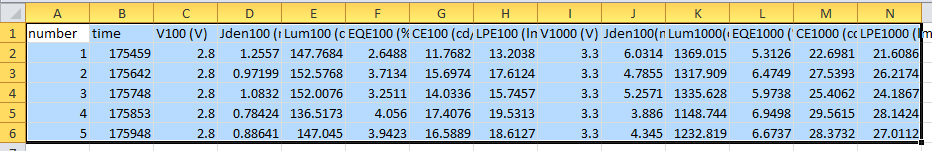 A B C D E F G H I J K L M N
1 number time V100 (V) Jden100 (r Lum100 (c EQE100 (% CE100 (cd/ LPE100 (ln V1000 (V) Jden100(n Lum1000( EQE1000 (' CE1000 (cc LPE1000 (lm
2 1 175459 2.8 1.2557 147.7684 2.6488 11.7682 13.2038 3.3 6.0314 1369.015 5.3126 22.6981 21.6086
3 2 175642 2.8 0.97199 152.5768 3.7134 15.6974 17.6124 3.3 4.7855 1317.909 6.4749 27.5393 26.2174
4 3 175748 2.8 1.0832 152.0076 3.2511 14.0336 15.7457 3.3 5.2571 1335.628 5.9738 25.4062 24.1867
5 4 175853 2.8 0.78424 136.5173 4.056 17.4076 19.5313 3.3 3.886 1148.744 6.9498 29.5615 28.1424
6 5 175948 2.8 0.88641 147.045 3.9423 16.5889 18.6127 3.3 4.345 1232.819 6.6737 28.3732 27.0112